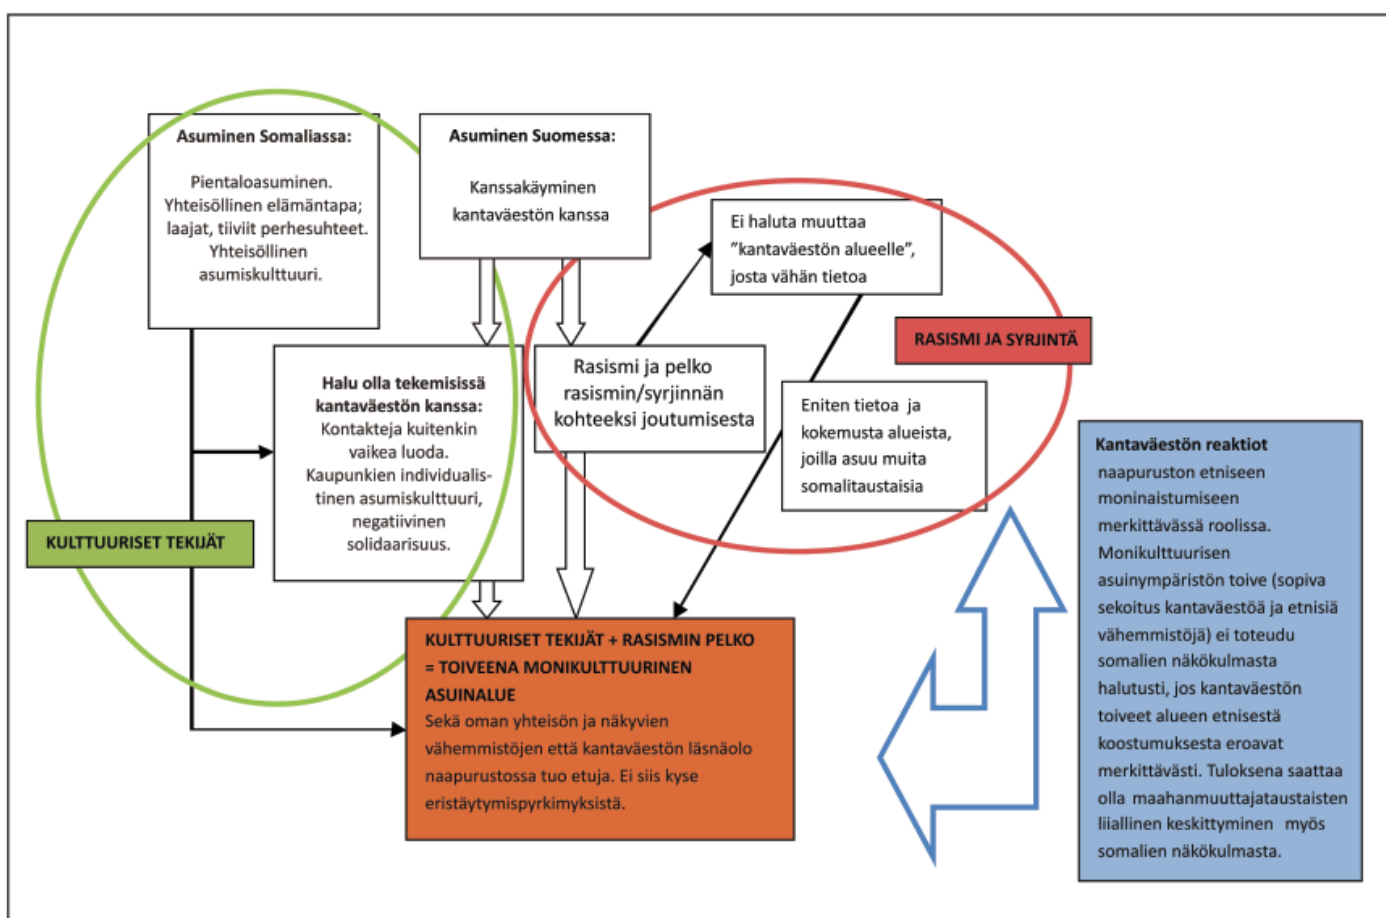 Asuminen Somaliassa:
Pientaloasuminen.
Yhteisöllinen elämäntapa;
laajat, tiiviit perhesuhteet.
Yhteisöllinen
asumiskulttuuri.
Asuminen Suomessa:
Kanssakäyminen
kantaväestön kanssa
Ei haluta muuttaa
”kantaväestön alueelle”,
josta vähän tietoa
RASISMI JA SYRJINTÄ
Halu olla tekemisissä
kantaväestön kanssa:
Kontakteja kuitenkin
vaikea luoda.
Kaupunkien individualis-
tinen asumiskulttuuri,
negatiivinen
solidaarisuus.
Rasismi ja pelko
rasismin/syrjinnän
kohteeksi joutumisesta
Eniten tietoa ja
kokemusta alueista,
joilla asuu muita
somalitaustaisia
KULTTUURISET TEKIJÄT
KULTTUURISET TEKIJÄT + RASISMIN PELKO
= TOIVEENA MONIKULTTUURINEN
ASUINALUE
Sekä oman yhteisön ja näkyvien
vähemmistöjen että kantaväestön läsnäolo
naapurustossa tuo etuja. Ei siis kyse
eristäytymispyrkimyksistä.
Kantaväestön reaktiot
naapuruston etniseen
moninaistumiseen
merkittävässä roolissa.
Monikulttuurisen
asuinympäristön toive (sopiva
sekoitus kantaväestöä ja etnisiä
vähemmistöjä) ei toteudu
somalien näkökulmasta
halutusti, jos kantaväestön
toiveet alueen etnisestä
koostumuksesta eroavat
merkittävästi. Tuloksena saattaa
olla maahanmuuttajataustaisten
liiallinen keskittyminen myös
somalien näkökulmasta.